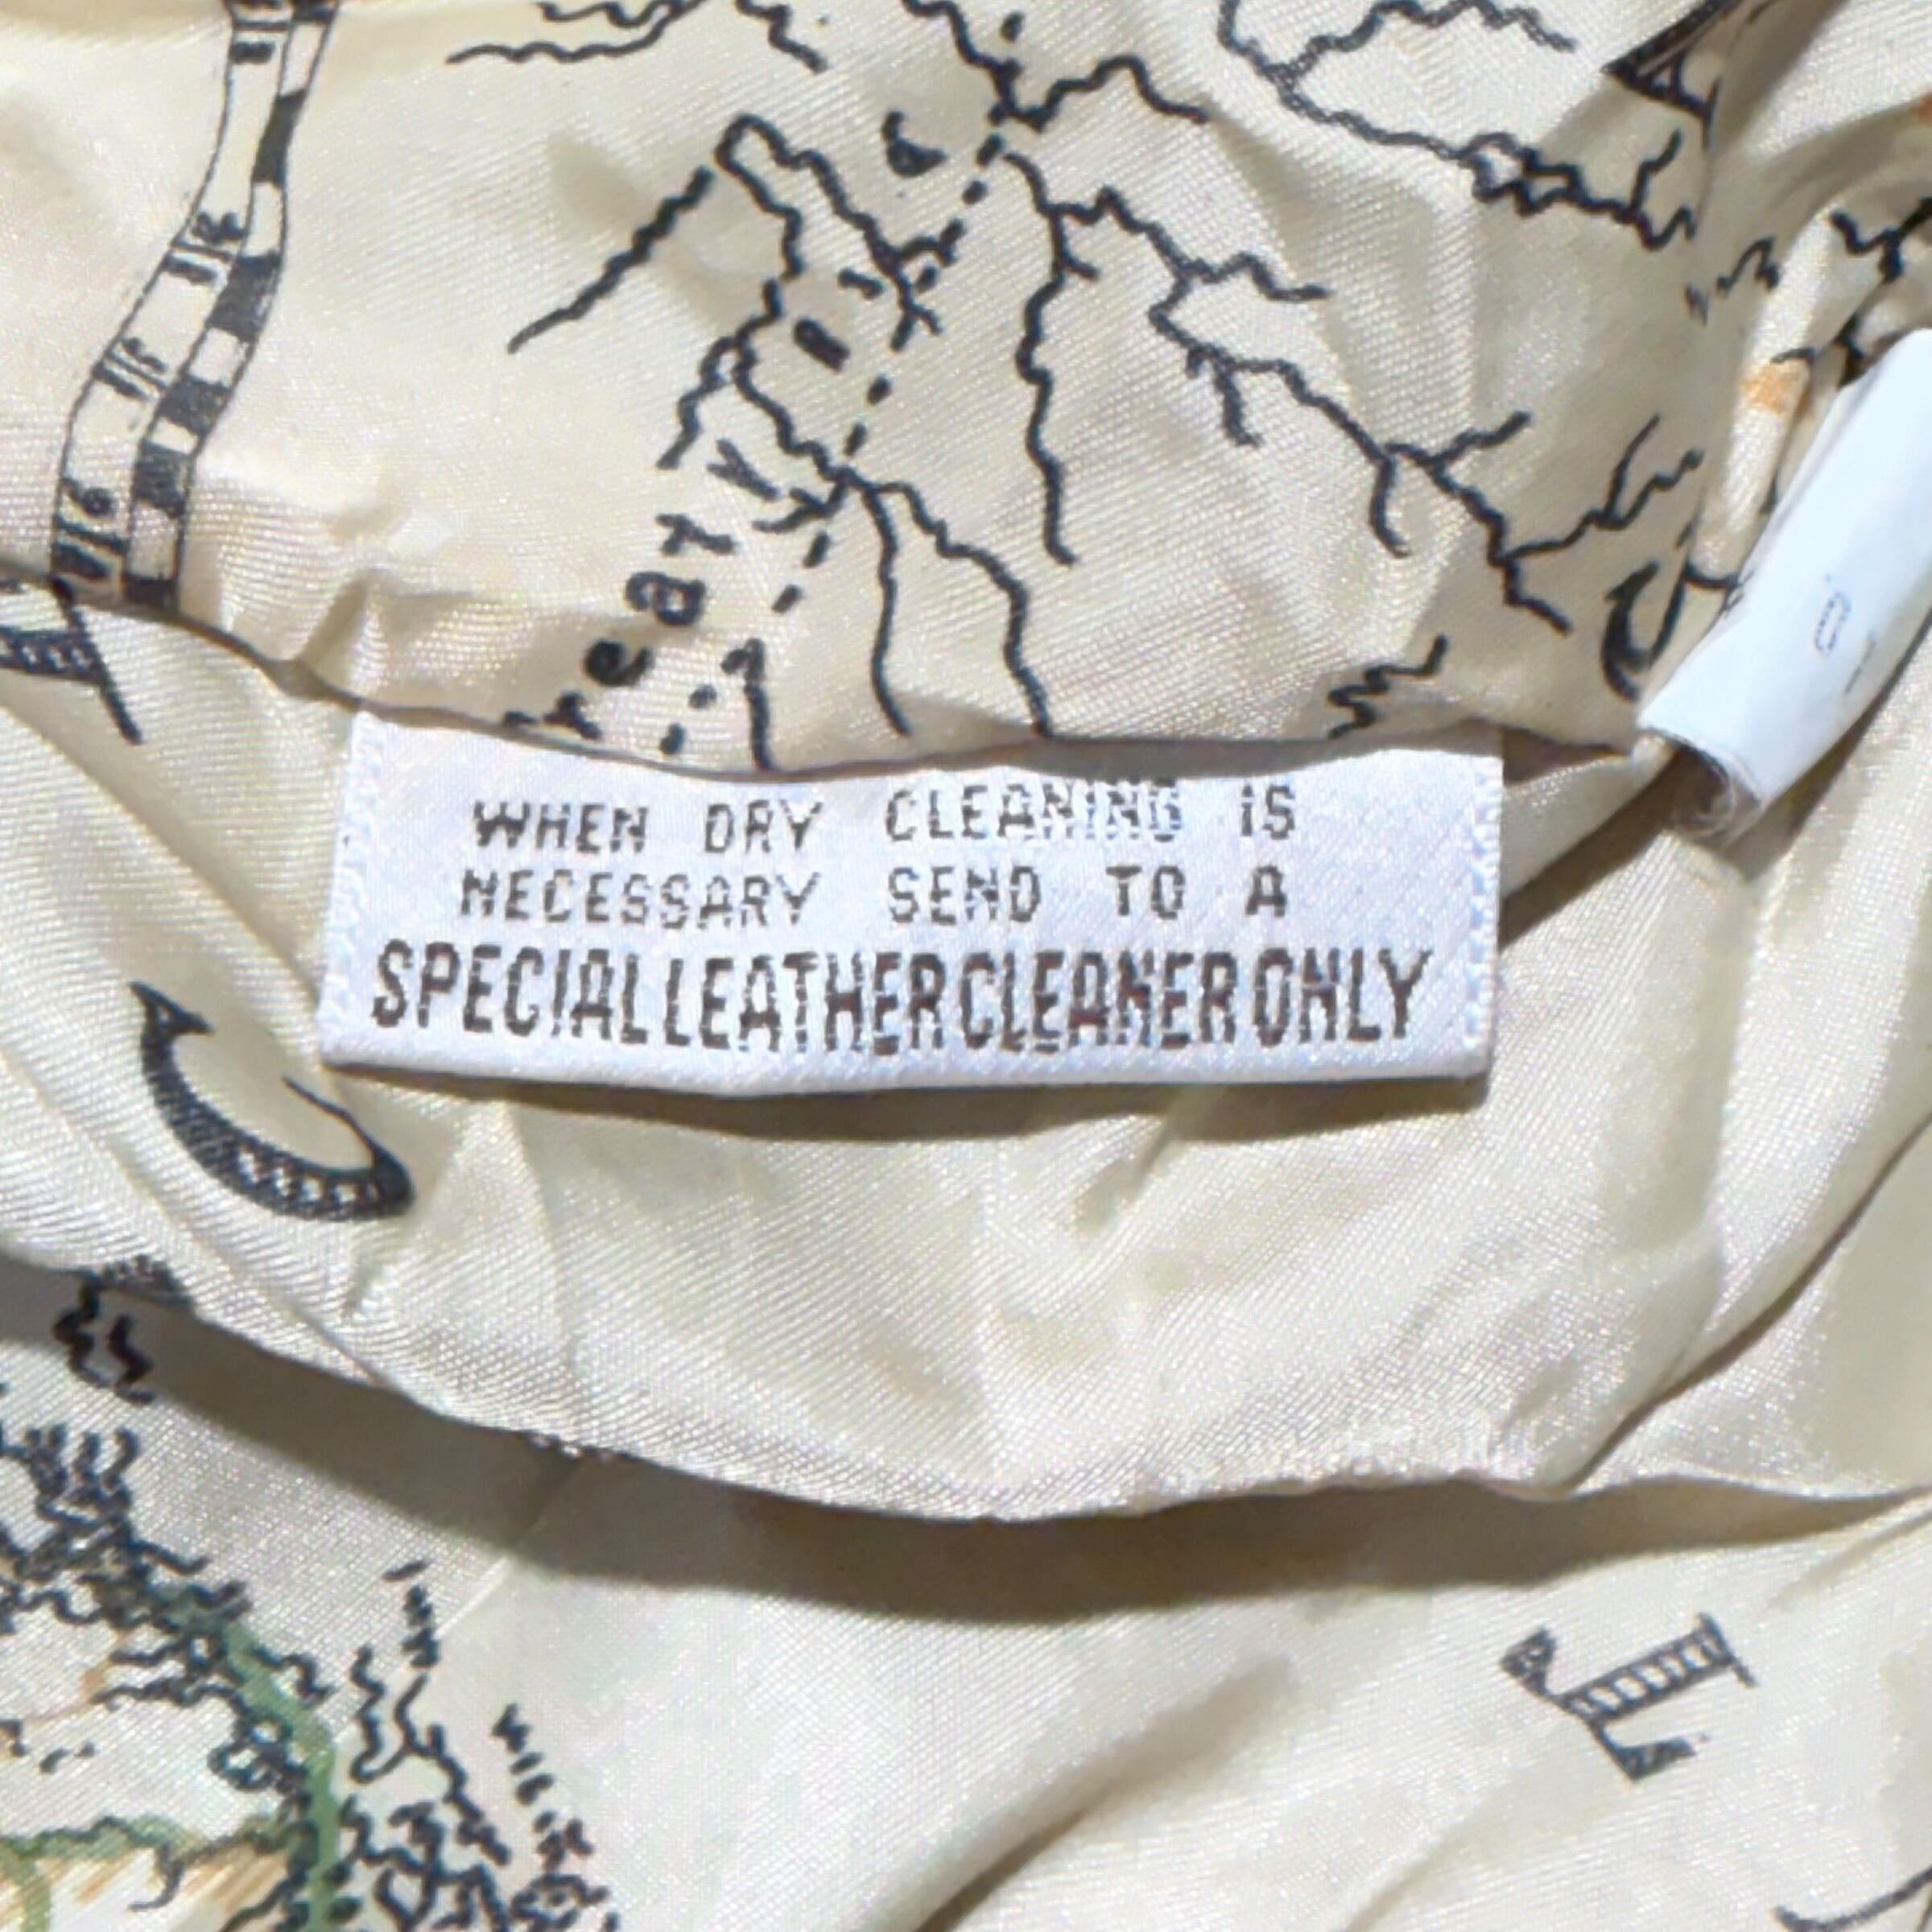 WHEN DRY CLEANING IS
NECESSARY SEND TO A
SPECIAL LEATHER CLEANER ONLY